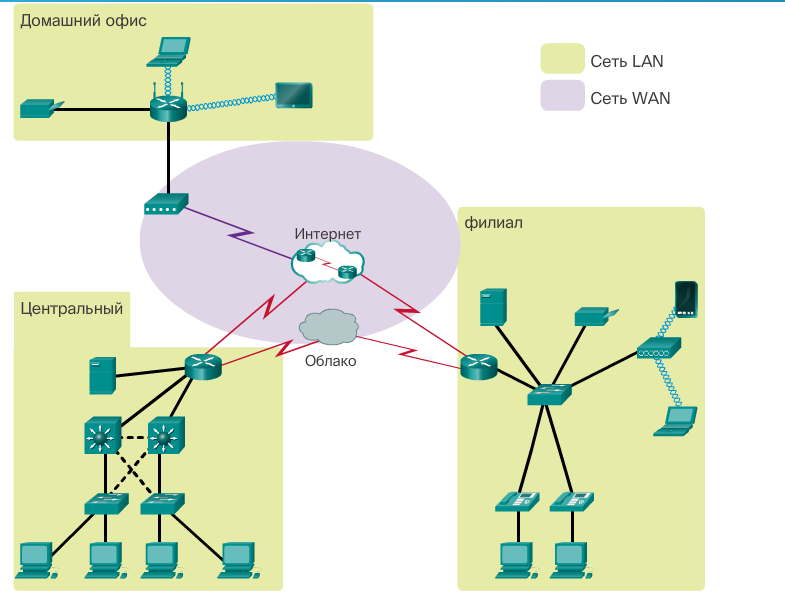 Домашний офис
Сеть LAN
Сеть WAN
филиал
Интернет
Центральный
Облако